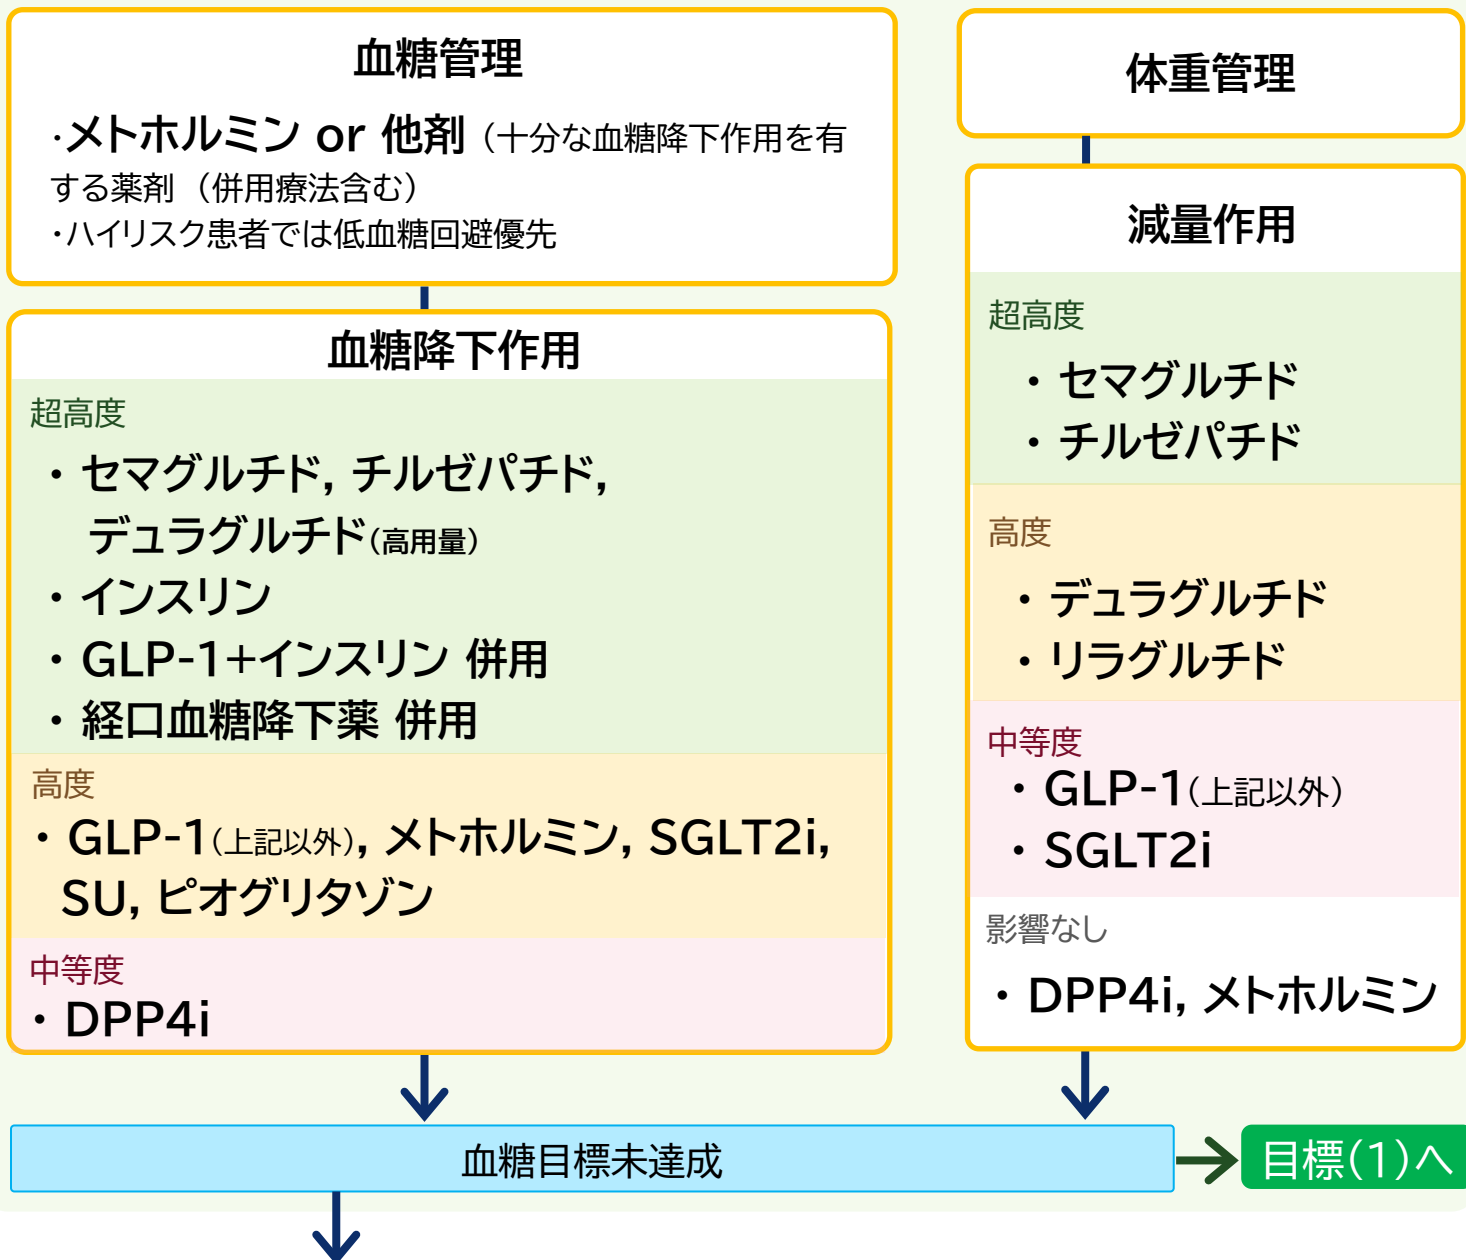 血糖管理
・メトホルミン or 他剤（十分な血糖降下作用を有
する薬剤（併用療法含む）
・ハイリスク患者では低血糖回避優先
血糖降下作用
超高度
・セマグルチド, チルゼパチド,
デュラグルチド（高用量）
・インスリン
・GLP-1+インスリン 併用
・経口血糖降下薬 併用
高度
・GLP-1（上記以外）, メトホルミン, SGLT2i,
SU, ピオグリタゾン
中等度
・DPP4i
体重管理
減量作用
超高度
・セマグルチド
・チルゼパチド
高度
・デュラグルチド
・リラグルチド
中等度
・GLP-1（上記以外）
・SGLT2i
影響なし
・DPP4i, メトホルミン
血糖目標未達成
目標(1)へ